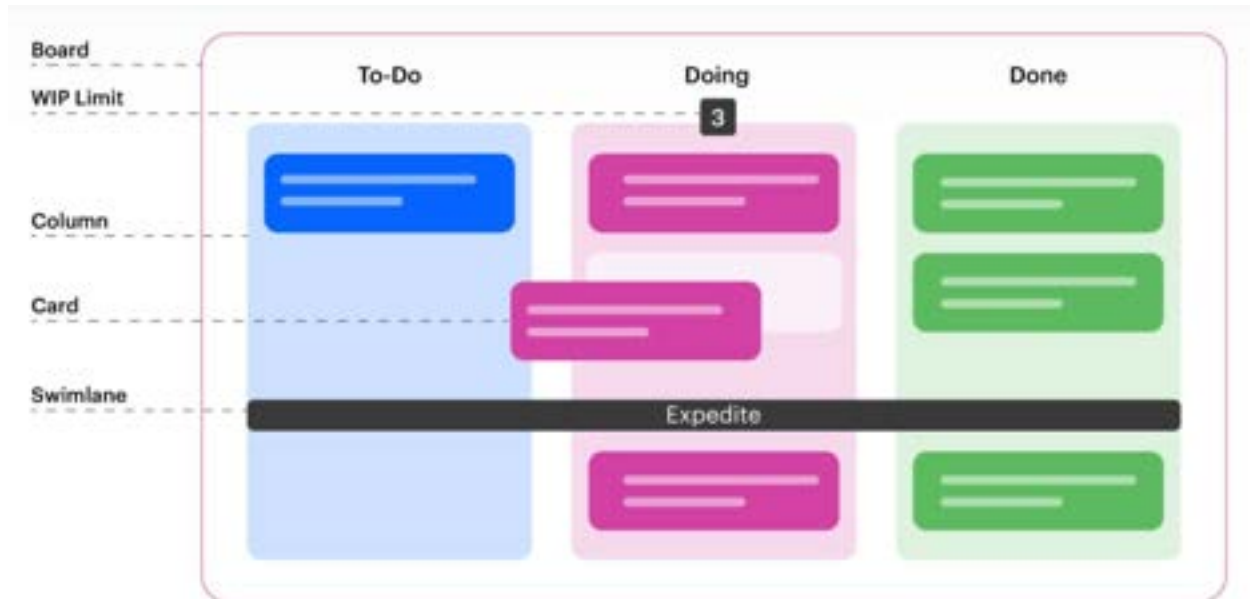 Board
To-Do
Doing
Done
WIP Limit
3
Column
Card
Swimlane
Expedite